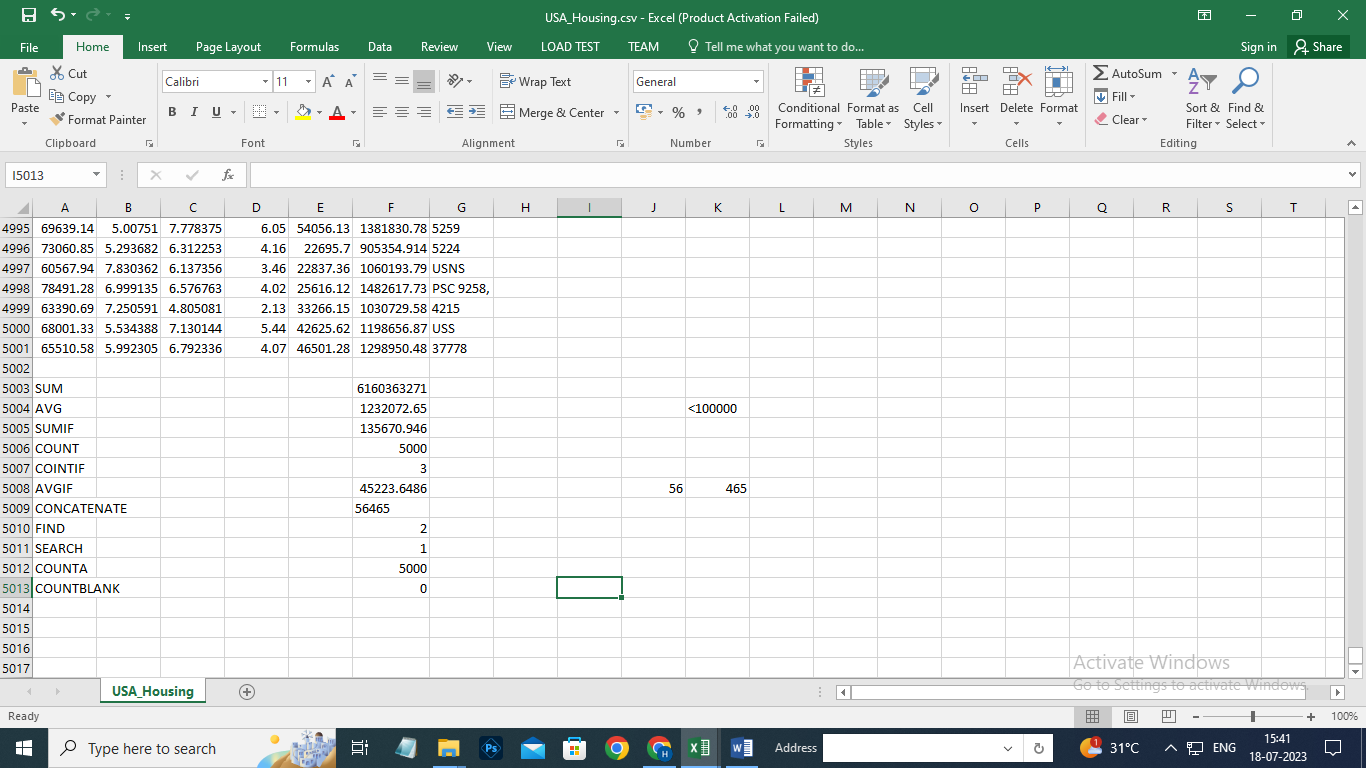 USA_Housing.csv - Excel (Product Activation Failed)
File Home Insert Page Layout Formulas Data Review View LOAD TEST TEAM Tell me what you want to do... Sign in Share
Paste Cut Copy Format Painter Clipboard
Calibri 11 B I U A Font
Wrap Text Merge & Center Alignment
General % Number
Conditional Formatting Format as Table Cell Styles Styles
Insert Delete Format Cells
AutoSum Fill Clear Sort & Filter Find & Select Editing
I5013 fx
A B C D E F G H I J K L M N O P Q R S T
4995 69639.14 5.00751 7.778375 6.05 54056.13 1381830.78 5259
4996 73060.85 5.293682 6.312253 4.16 22695.7 905354.914 5224
4997 60567.94 7.830362 6.137356 3.46 22837.36 1060193.79 USNS
4998 78491.28 6.999135 6.576763 4.02 25616.12 1482617.73 PSC 9258,
4999 63390.69 7.250591 4.805081 2.13 33266.15 1030729.58 4215
5000 68001.33 5.534388 7.130144 5.44 42625.62 1198656.87 USS
5001 65510.58 5.992305 6.792336 4.07 46501.28 1298950.48 37778
5002
5003 SUM 6160363271
5004 AVG 1232072.65 <100000
5005 SUMIF 135670.946
5006 COUNT 5000
5007 COINTIF 3
5008 AVGIF 45223.6486 56 465
5009 CONCATENATE 56465
5010 FIND 2
5011 SEARCH 1
5012 COUNTA 5000
5013 COUNTBLANK 0
5014
5015
5016
5017
Activate Windows
Go to Settings to activate Windows.
USA_Housing
Ready 100%
Type here to search Ps W Address 1 31°C ENG 15:41
18-07-2023